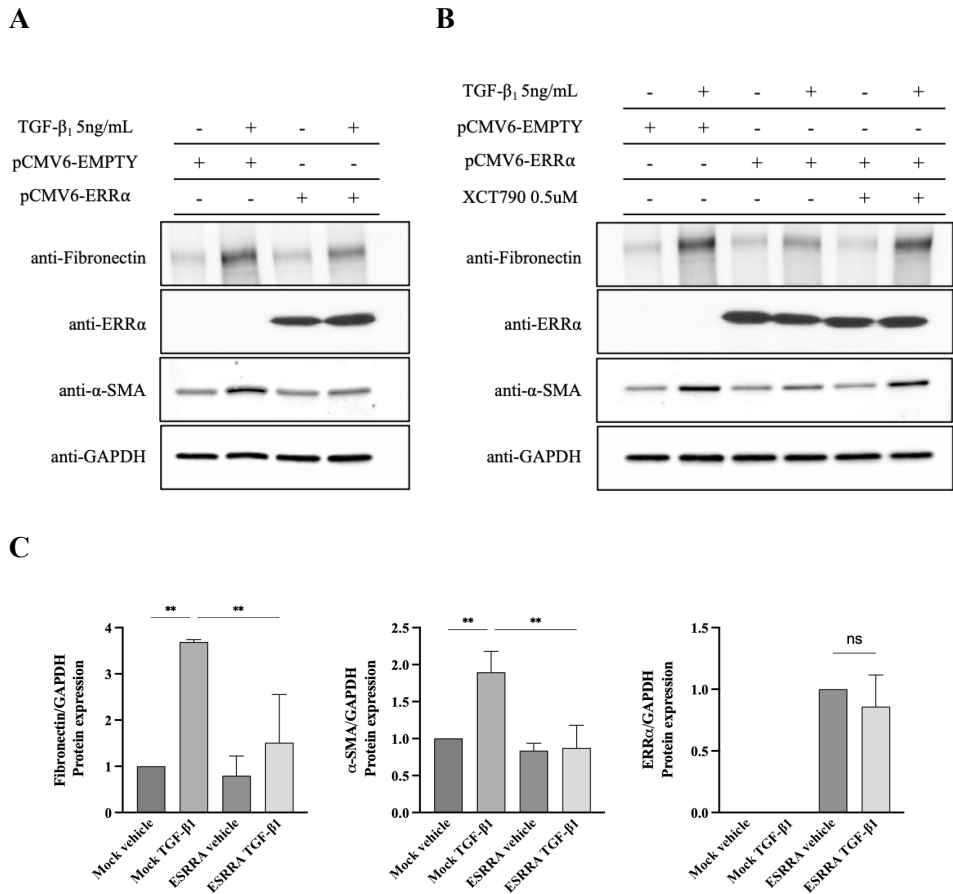 A
TGF-β₁ 5ng/mL - + - +
pCMV6-EMPTY + + - -
pCMV6-ERRα - - + +
anti-Fibronectin
anti-ERRα
anti-α-SMA
anti-GAPDH
B
TGF-β₁ 5ng/mL - + - + - +
pCMV6-EMPTY + + - - - -
pCMV6-ERRα - - + + + +
XCT790 0.5uM - - - - + +
anti-Fibronectin
anti-ERRα
anti-α-SMA
anti-GAPDH
C
Fibronectin/GAPDH
Protein expression
5
4
3
2
1
0
** **
Mock vehicle
Mock TGF-β1
ESRRA vehicle
ESRRA TGF-β1
α-SMA/GAPDH
Protein expression
2.5
2.0
1.5
1.0
0.5
0.0
** **
Mock vehicle
Mock TGF-β1
ESRRA vehicle
ESRRA TGF-β1
ERRα/GAPDH
Protein expression
1.5
1.0
0.5
0.0
ns
Mock vehicle
Mock TGF-β1
ESRRA vehicle
ESRRA TGF-β1